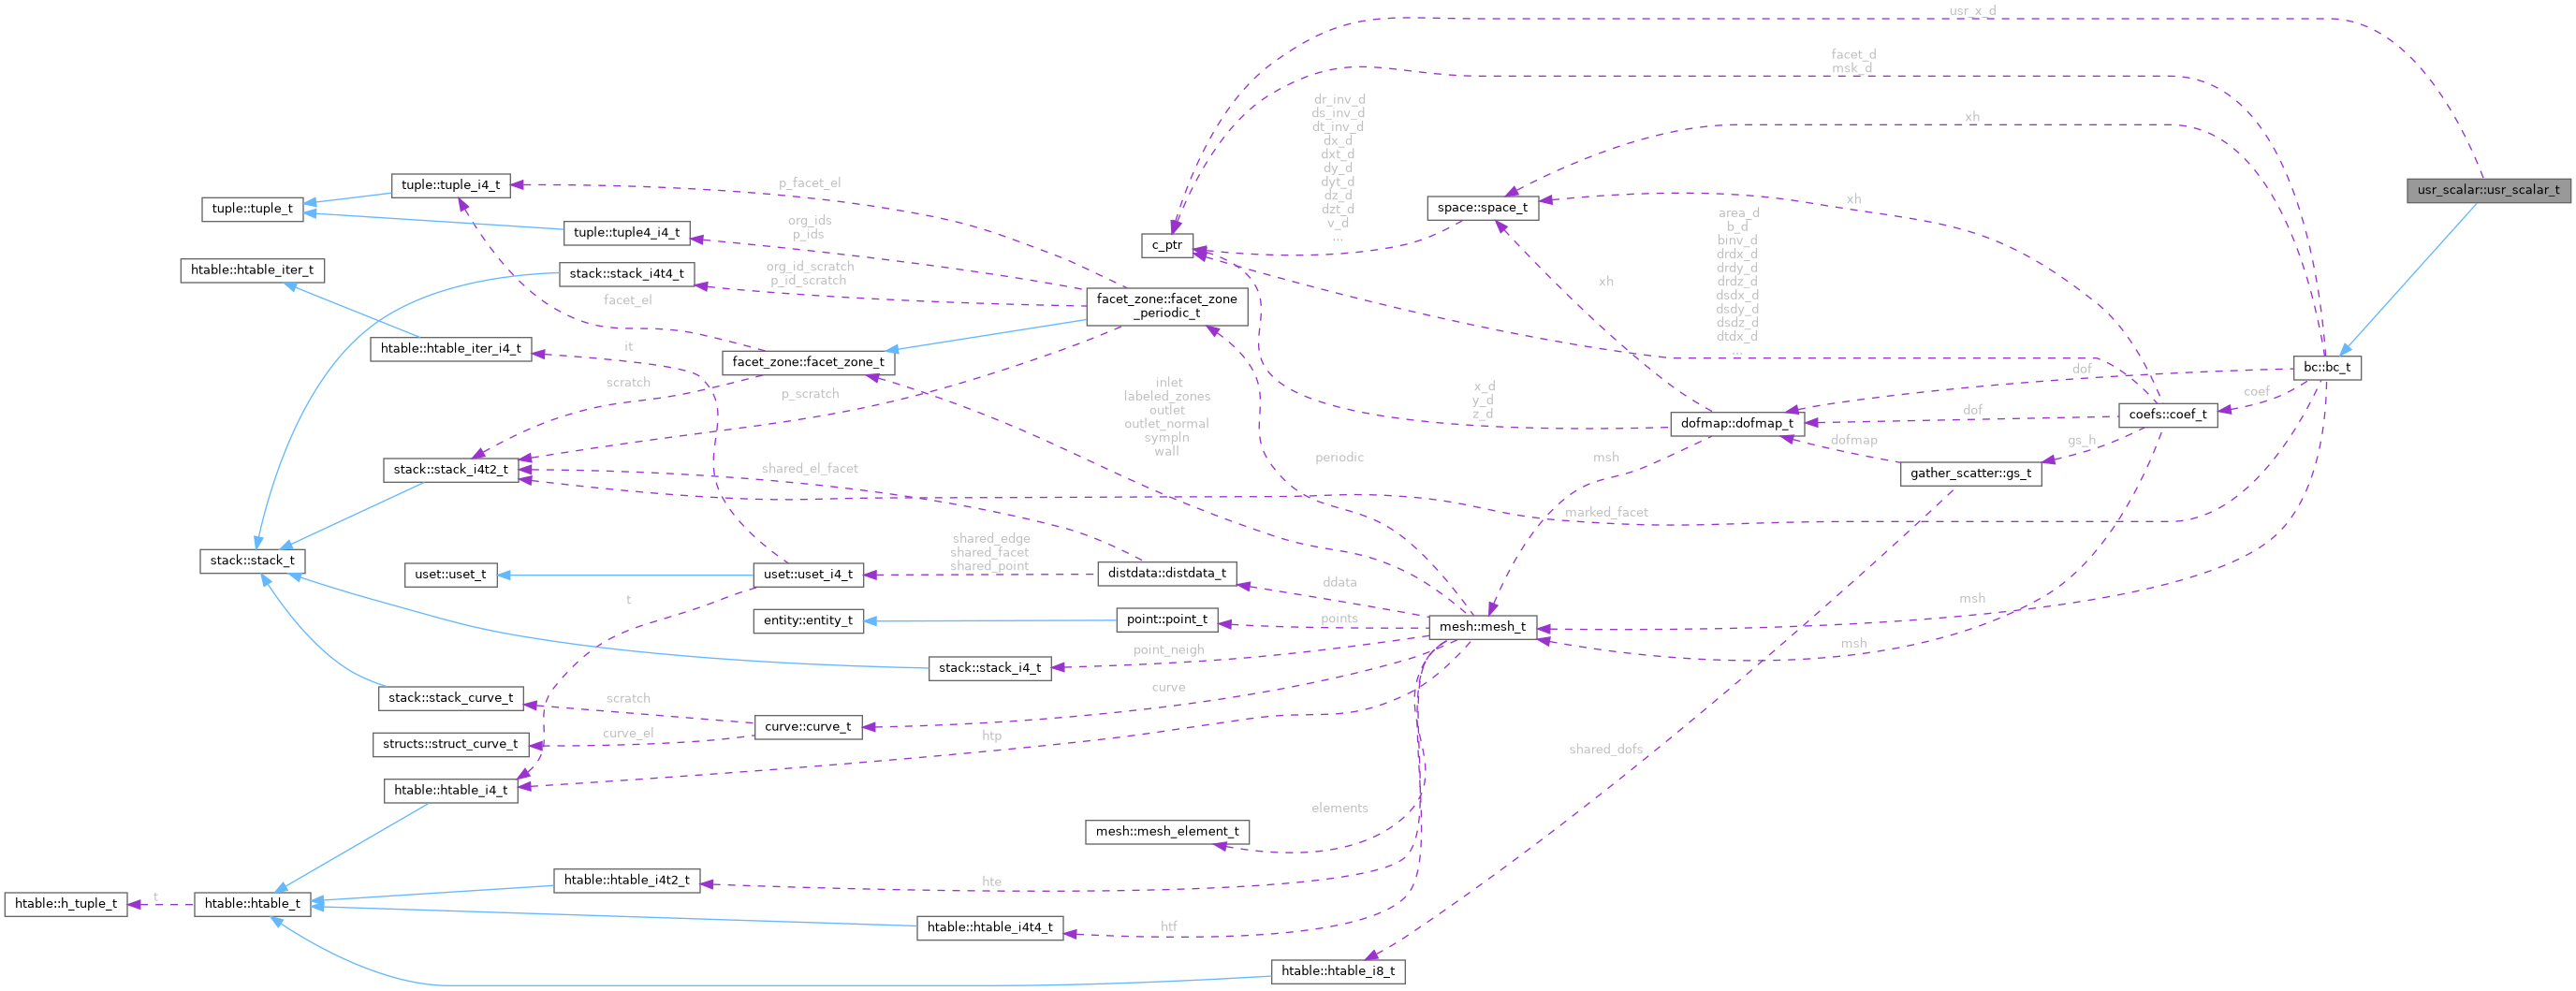 usr_x_d
facet_d
msk_d
dr_inv_d
ds_inv_d
dt_inv_d
dx_d
dxt_d
dy_d
dyt_d
dz_d
dzt_d
v_d
...
xh
xh
xh
area_d
b_d
binv_d
drdx_d
drdy_d
drdz_d
dsdx_d
dsdy_d
dsdz_d
dtdx_d
...
usr_scalar::usr_scalar_t
space::space_t
c_ptr
p_facet_el
org_ids
p_ids
org_id_scratch
p_id_scratch
tuple::tuple_i4_t
tuple::tuple_t
tuple::tuple4_i4_t
htable::htable_iter_t
stack::stack_i4t4_t
facet_zone::facet_zone
_periodic_t
facet_el
it
htable::htable_iter_i4_t
facet_zone::facet_zone_t
scratch
p_scratch
inlet
labeled_zones
outlet
outlet_normal
sympln
wall
x_d
y_d
z_d
bc::bc_t
dof
coef
coefs::coef_t
dof
dofmap::dofmap_t
dofmap
gs_h
gather_scatter::gs_t
msh
periodic
stack::stack_i4t2_t
shared_el_facet
marked_facet
shared_edge
shared_facet
shared_point
stack::stack_t
uset::uset_t
uset::uset_i4_t
distdata::distdata_t
ddata
msh
t
entity::entity_t
point::point_t
points
mesh::mesh_t
msh
point_neigh
stack::stack_i4_t
curve
stack::stack_curve_t
scratch
curve::curve_t
structs::struct_curve_t
curve_el
htp
shared_dofs
htable::htable_i4_t
elements
mesh::mesh_element_t
htable::htable_i4t2_t
hte
htable::h_tuple_t
t
htable::htable_t
htable::htable_i4t4_t
htf
htable::htable_i8_t